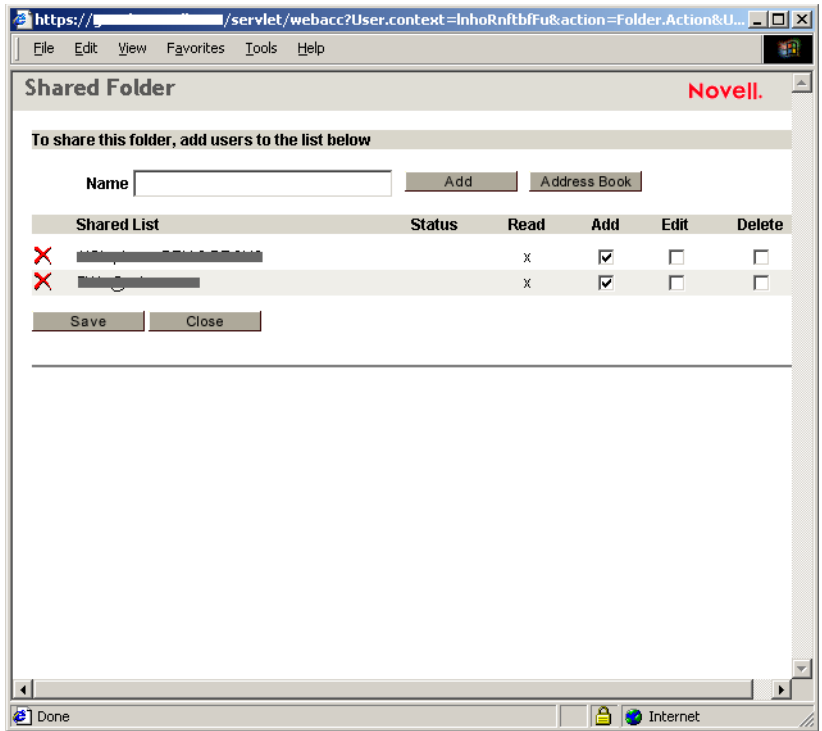 https:// /servlet/webacc?User.context=lnhoRnftbfFu&action=Folder.Action&U...
File Edit View Favorites Tools Help
Shared Folder
Novell.
To share this folder, add users to the list below
Name Add Address Book
Shared List Status Read Add Edit Delete
x
x
Save Close
Done Internet